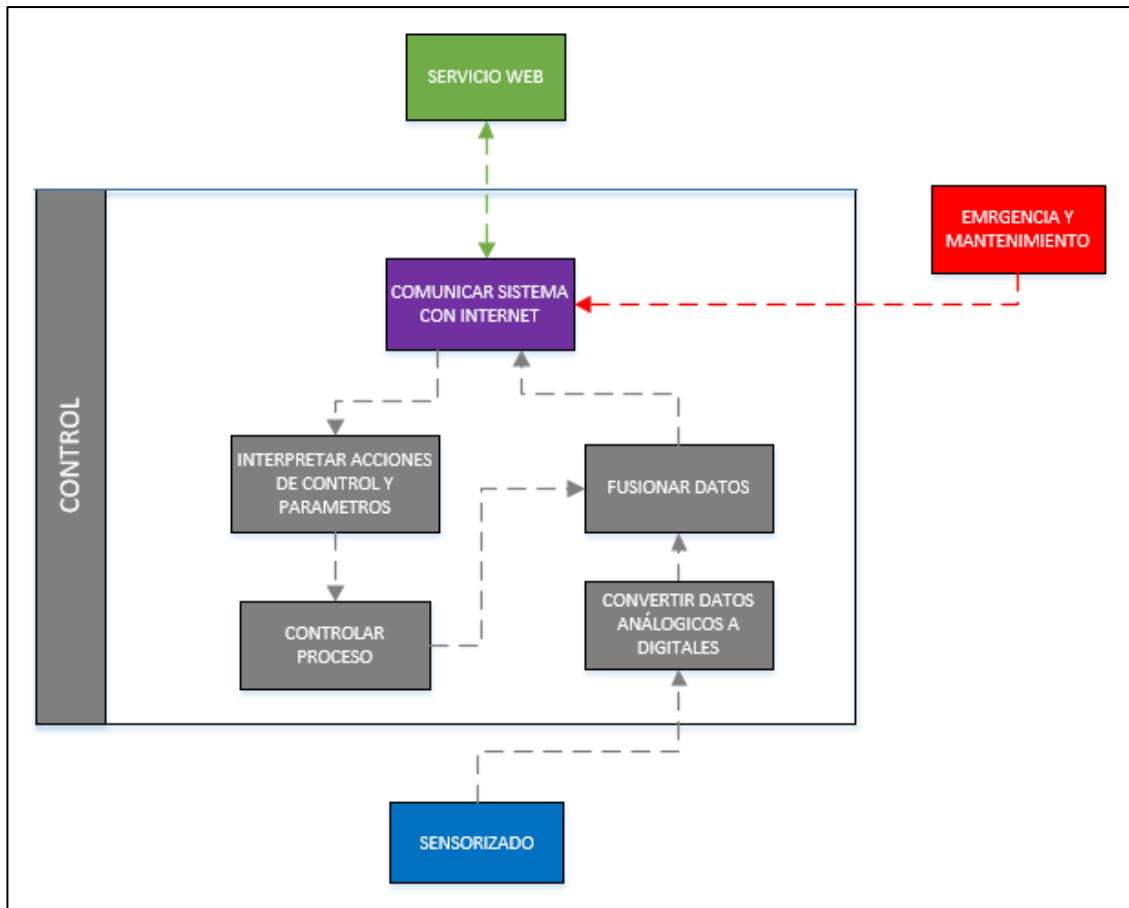 SERVICIO WEB
EMRGENCIA Y
MANTENIMIENTO
COMUNICAR SISTEMA
CON INTERNET
CONTROL
INTERPRETAR ACCIONES
DE CONTROL Y
PARAMETROS
FUSIONAR DATOS
CONTROLAR
PROCESO
CONVERTIR DATOS
ANÁLOGICOS A
DIGITALES
SENSORIZADO